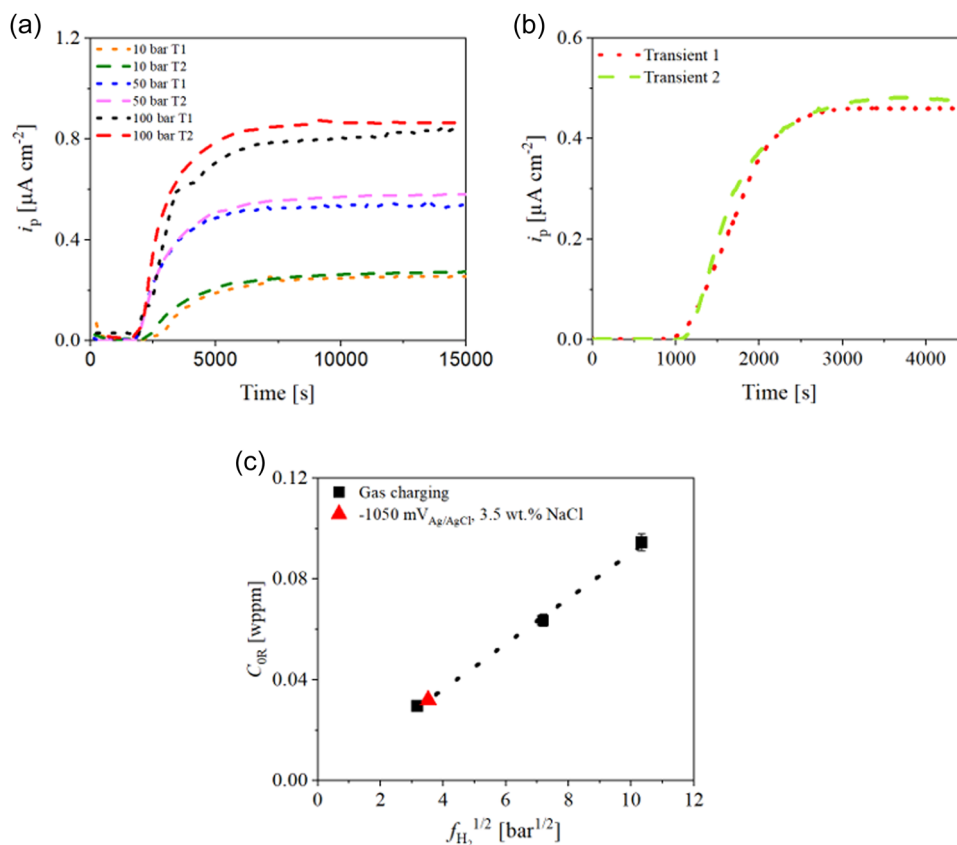 (a)
1.2
0.8
0.4
0.0
i_p [µA cm⁻²]
10 bar T1
10 bar T2
50 bar T1
50 bar T2
100 bar T1
100 bar T2
0
5000
10000
15000
Time [s]
(b)
0.6
0.4
0.2
0.0
i_p [µA cm⁻²]
Transient 1
Transient 2
0
1000
2000
3000
4000
Time [s]
(c)
0.12
0.08
0.04
0.00
C_0R [wppm]
Gas charging
-1050 mV_Ag/AgCl, 3.5 wt.% NaCl
0
2
4
6
8
10
12
f_H₂^1/2 [bar^1/2]